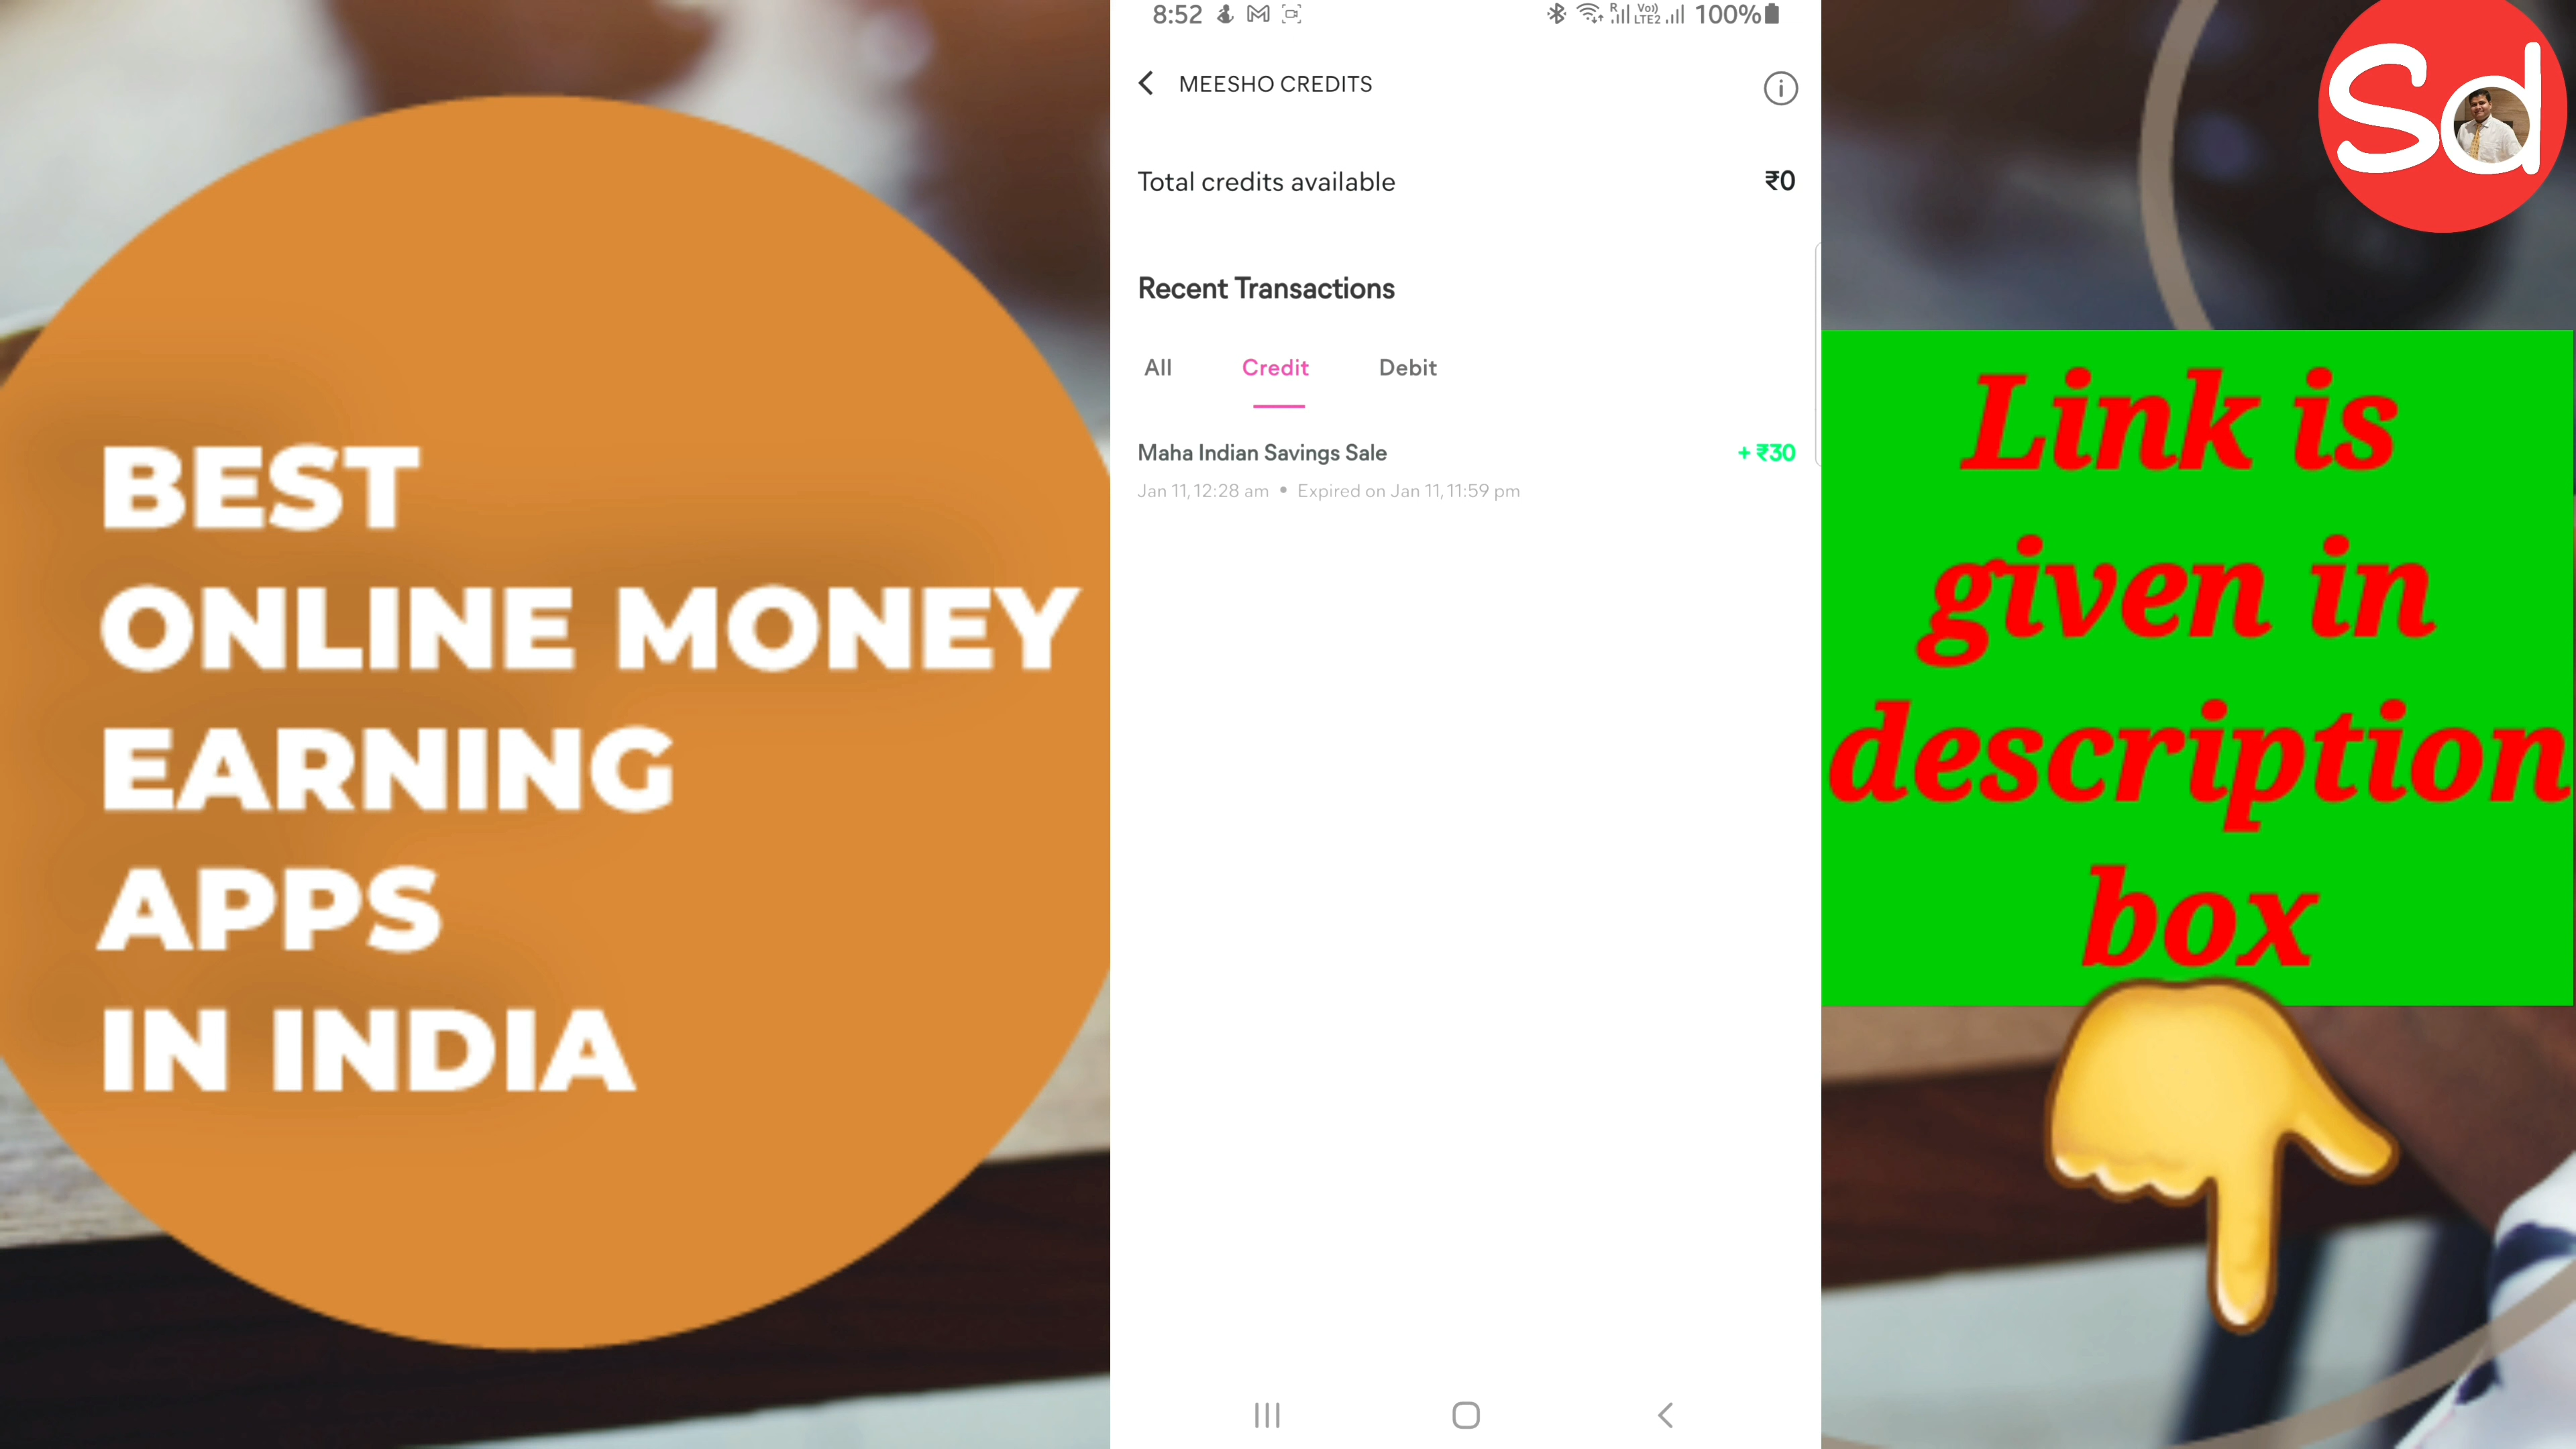 BEST
ONLINE MONEY
EARNING
APPS
IN INDIA
8:52
Vo))
R LTE2 100%
MEESHO CREDITS
Total credits available ₹0
Recent Transactions
All Credit Debit
Maha Indian Savings Sale + ₹30
Jan 11, 12:28 am • Expired on Jan 11, 11:59 pm
Sd
Link is
given in
description
box